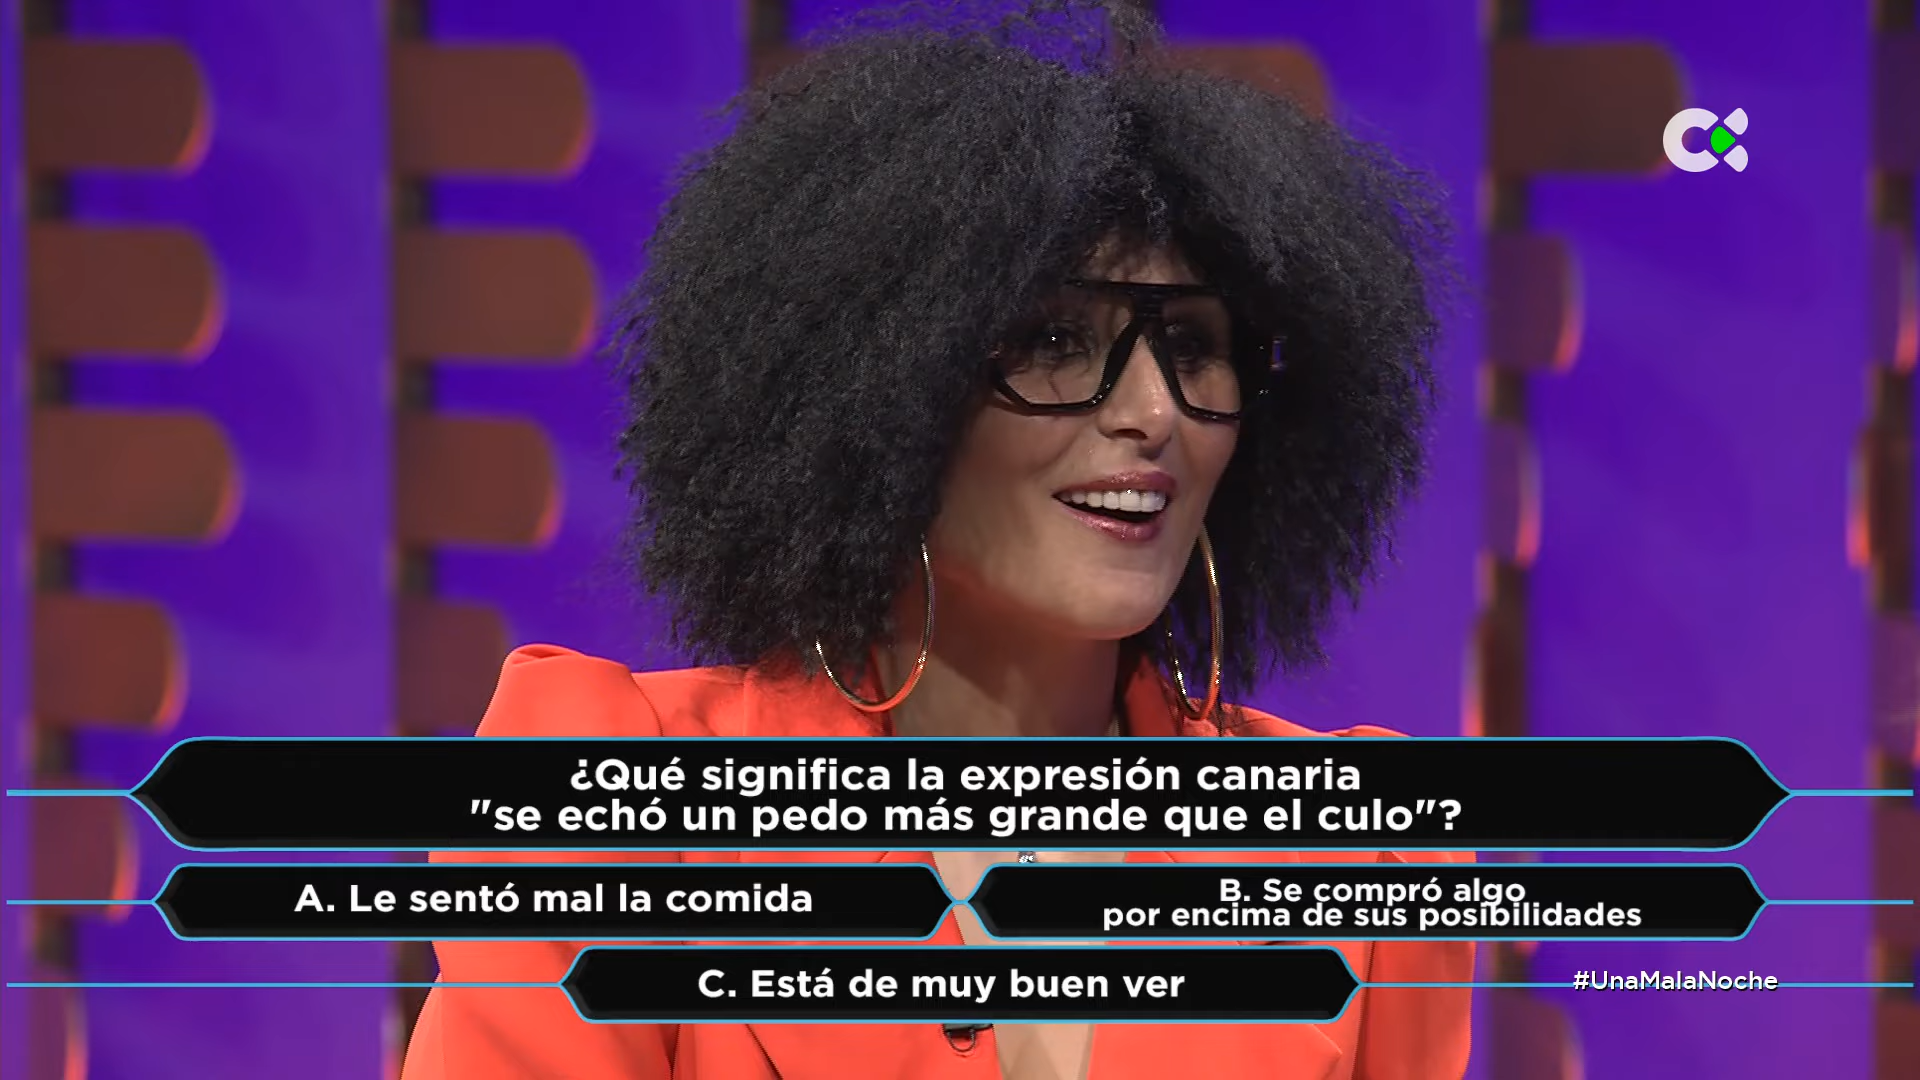 ¿Qué significa la expresión canaria
"se echó un pedo más grande que el culo"?
A. Le sentó mal la comida
B. Se compró algo
por encima de sus posibilidades
C. Está de muy buen ver
#UnaMalaNoche